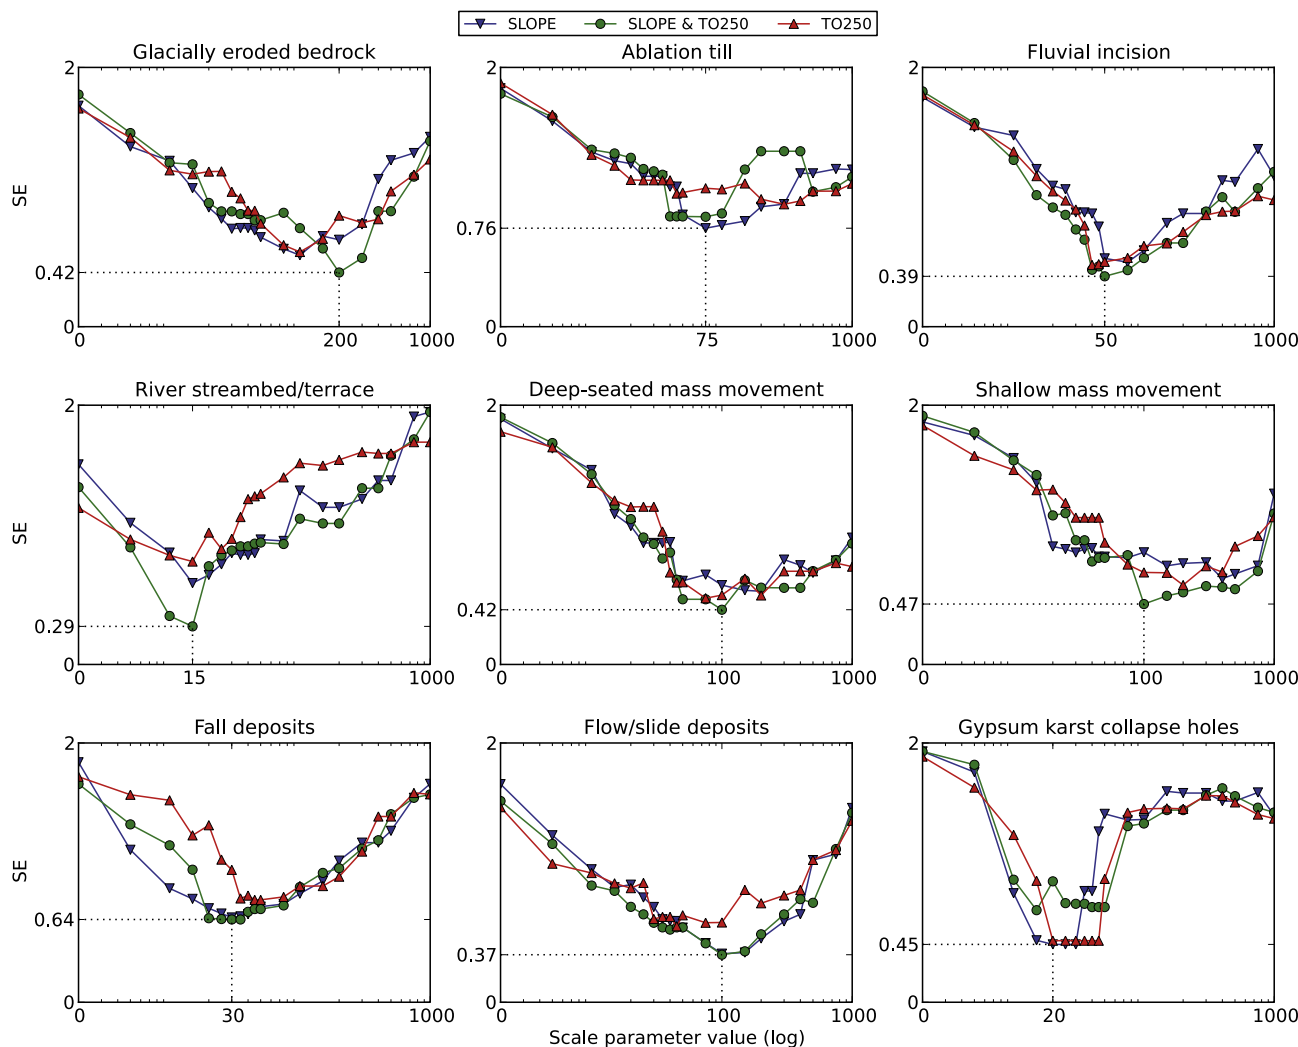 SLOPE SLOPE & TO250 TO250
Glacially eroded bedrock Ablation till Fluvial incision
2 2 2
SE
0.42 0.76 0.39
0 0 0
0 200 1000 0 75 1000 0 50 1000
River streambed/terrace Deep-seated mass movement Shallow mass movement
2 2 2
SE
0.29 0.42 0.47
0 0 0
0 15 1000 0 100 1000 0 100 1000
Fall deposits Flow/slide deposits Gypsum karst collapse holes
2 2 2
SE
0.64 0.37 0.45
0 0 0
0 30 1000 0 100 1000 0 20 1000
Scale parameter value (log)